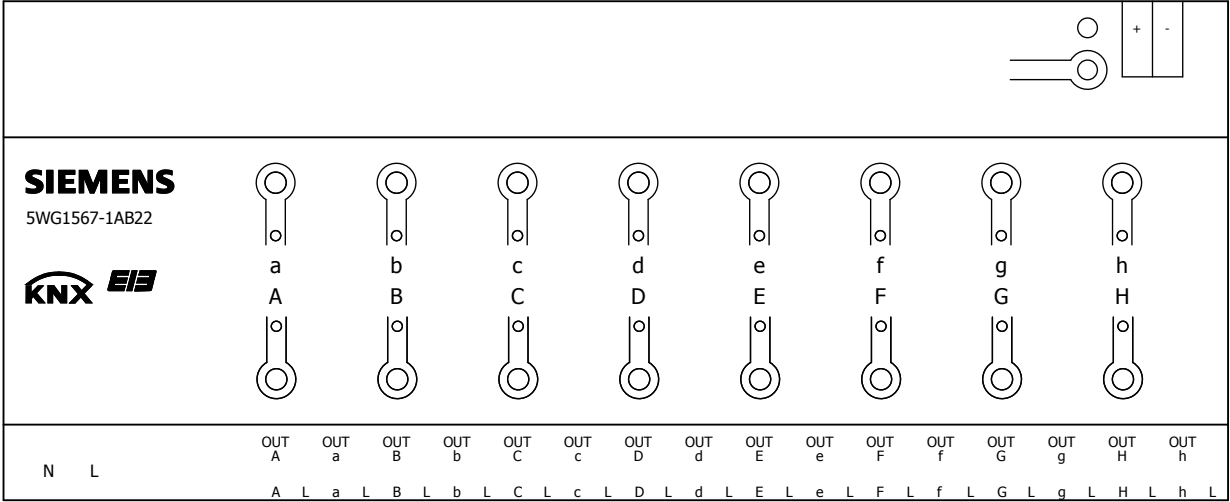 + -
SIEMENS
5WG1567-1AB22
KNX EIB
a b c d e f g h
A B C D E F G H
OUT OUT OUT OUT OUT OUT OUT OUT OUT OUT OUT OUT OUT OUT OUT OUT
A a B b C c D d E e F f G g H h
N L
A L a L B L b L C L c L D L d L E L e L F L f L G L g L H L h L